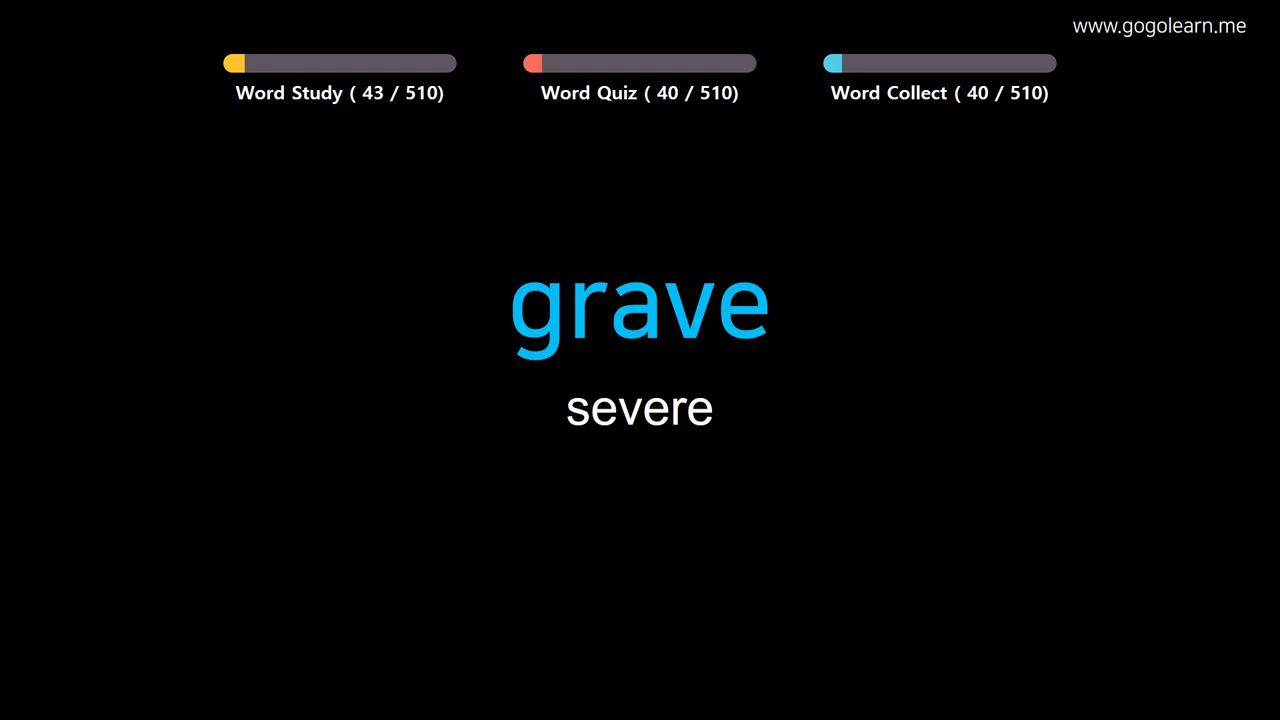 www.gogolearn.me
Word Study ( 43 / 510)
Word Quiz ( 40 / 510)
Word Collect ( 40 / 510)
grave
severe